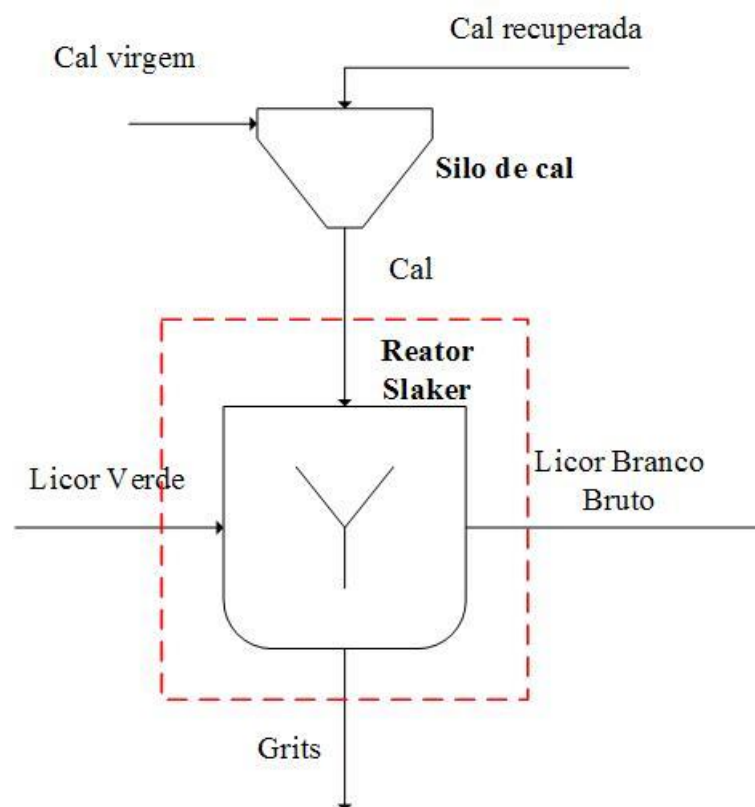 Cal recuperada
Cal virgem
Silo de cal
Cal
Reator
Slaker
Licor Verde
Licor Branco
Bruto
Grits